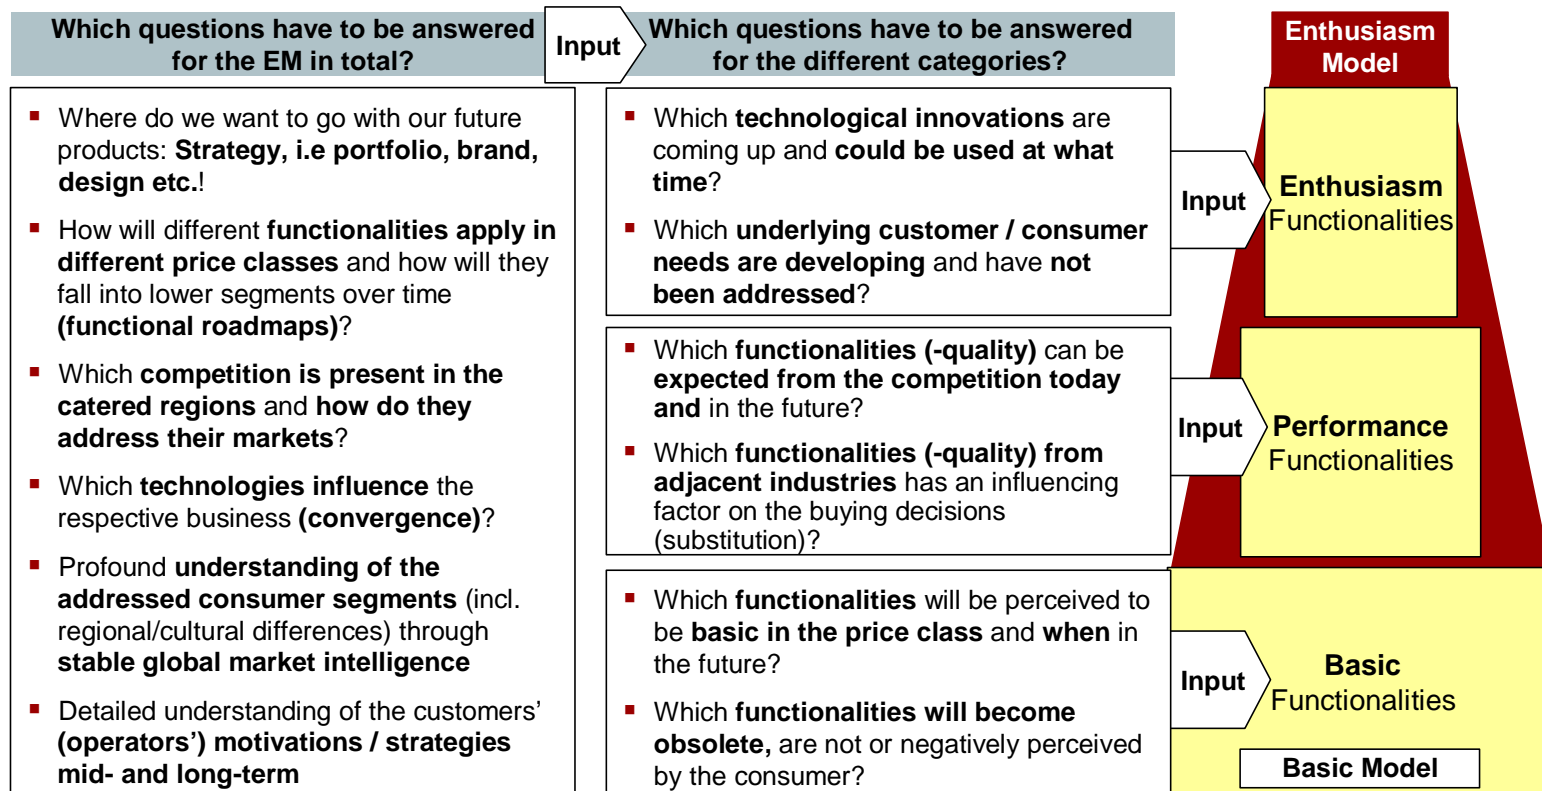 Which questions have to be answered
for the EM in total?
Input
Which questions have to be answered
for the different categories?
Enthusiasm
Model
▪ Where do we want to go with our future
products: Strategy, i.e portfolio, brand,
design etc.!
▪ How will different functionalities apply in
different price classes and how will they
fall into lower segments over time
(functional roadmaps)?
▪ Which competition is present in the
catered regions and how do they
address their markets?
▪ Which technologies influence the
respective business (convergence)?
▪ Profound understanding of the
addressed consumer segments (incl.
regional/cultural differences) through
stable global market intelligence
▪ Detailed understanding of the customers’
(operators’) motivations / strategies
mid- and long-term
▪ Which technological innovations are
coming up and could be used at what
time?
▪ Which underlying customer / consumer
needs are developing and have not
been addressed?
Input
Enthusiasm
Functionalities
▪ Which functionalities (-quality) can be
expected from the competition today
and in the future?
▪ Which functionalities (-quality) from
adjacent industries has an influencing
factor on the buying decisions
(substitution)?
Input
Performance
Functionalities
▪ Which functionalities will be perceived to
be basic in the price class and when in
the future?
▪ Which functionalities will become
obsolete, are not or negatively perceived
by the consumer?
Input
Basic
Functionalities
Basic Model